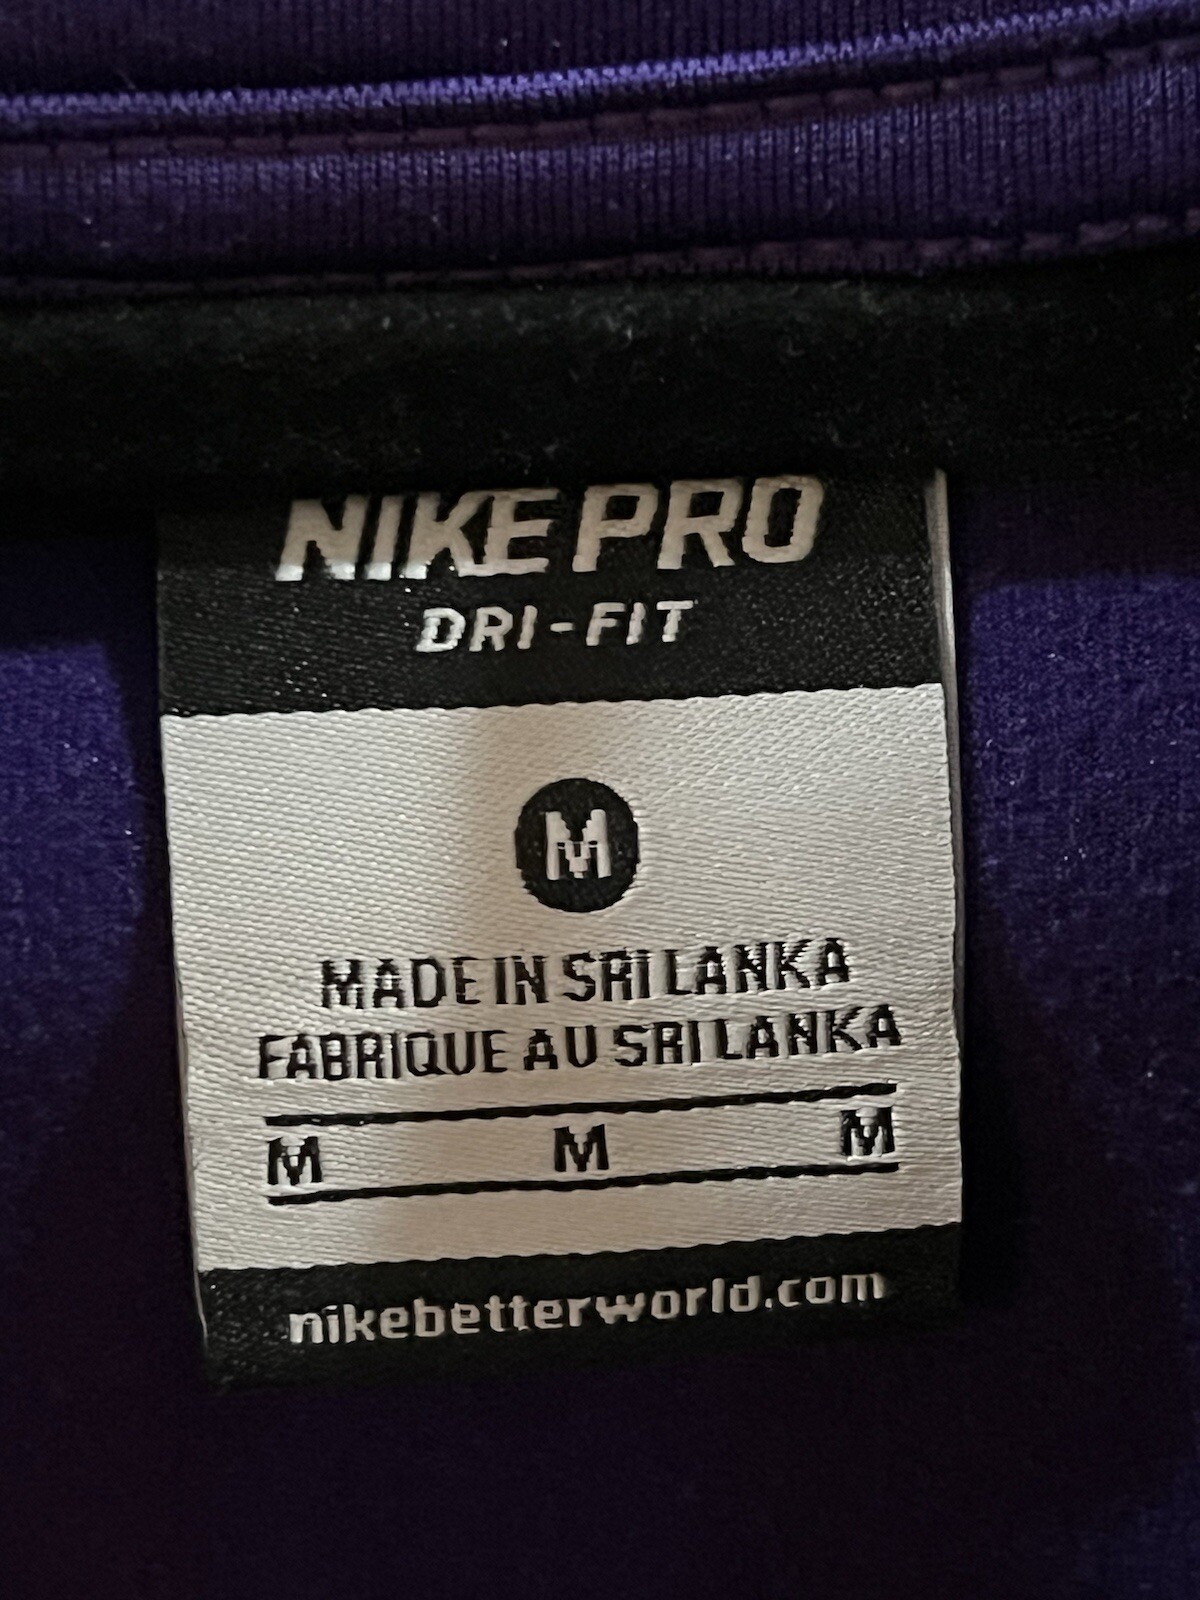 NIKE PRO
DRI-FIT
M
MADE IN SRI LANKA
FABRIQUE AU SRI LANKA
M M M
nikebetterworld.com